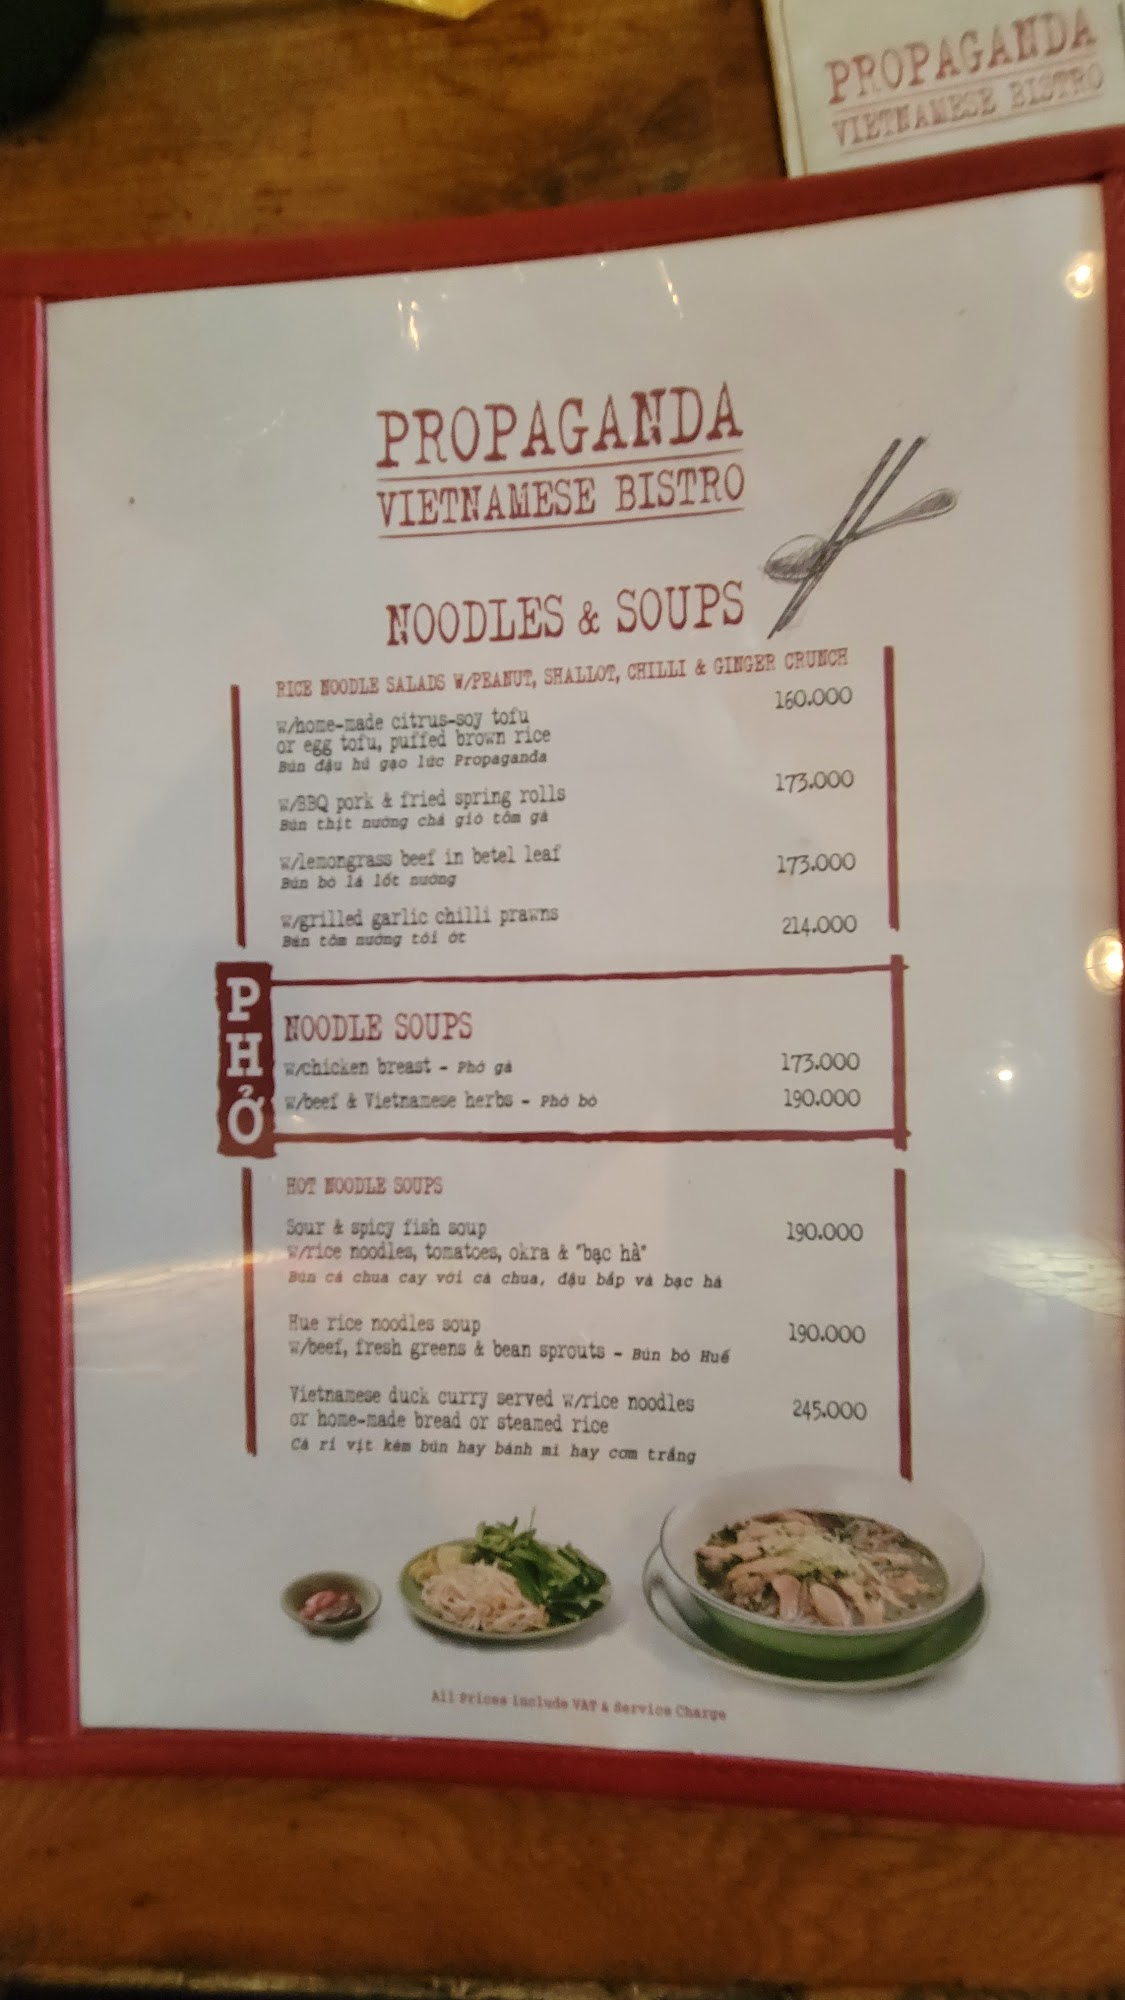 PROPAGANDA
VIETNAMESE BISTRO
PROPAGANDA
VIETNAMESE BISTRO
NOODLES & SOUPS
RICE NOODLE SALADS W/PEANUT, SHALLOT, CHILLI & GINGER CRUNCH
w/home-made citrus-soy tofu 160.000
or egg tofu, puffed brown rice
Bún đậu hủ gạo lức Propaganda
w/BBQ pork & fried spring rolls 173.000
Bún thịt nướng chả giò tôm gà
w/lemongrass beef in betel leaf 173.000
Bún bò lá lốt nướng
w/grilled garlic chilli prawns 214.000
Bún tôm nướng tỏi ớt
PHỞ
NOODLE SOUPS
w/chicken breast - Phở gà 173.000
w/beef & Vietnamese herbs - Phở bò 190.000
HOT NOODLE SOUPS
Sour & spicy fish soup 190.000
w/rice noodles, tomatoes, okra & "bạc hà"
Bún cá chua cay với cà chua, đậu bắp và bạc hà
Hue rice noodles soup 190.000
w/beef, fresh greens & bean sprouts - Bún bò Huế
Vietnamese duck curry served w/rice noodles 245.000
or home-made bread or steamed rice
Cà rí vịt kèm bún hay bánh mì hay cơm trắng
All Prices include VAT & Service Charge